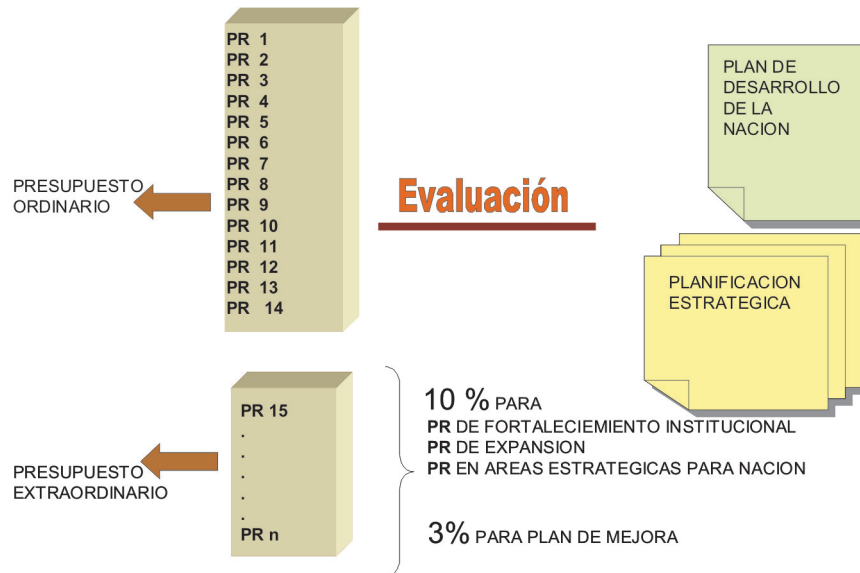 PR 1
PR 2
PR 3
PR 4
PR 5
PR 6
PR 7
PR 8
PR 9
PR 10
PR 11
PR 12
PR 13
PR 14
PRESUPUESTO
ORDINARIO
Evaluación
PLAN DE
DESARROLLO
DE LA
NACION
PLANIFICACION
ESTRATEGICA
PR 15
.
.
.
.
.
PR n
PRESUPUESTO
EXTRAORDINARIO
10 % PARA
PR DE FORTALECIEMIENTO INSTITUCIONAL
PR DE EXPANSION
PR EN AREAS ESTRATEGICAS PARA NACION
3% PARA PLAN DE MEJORA